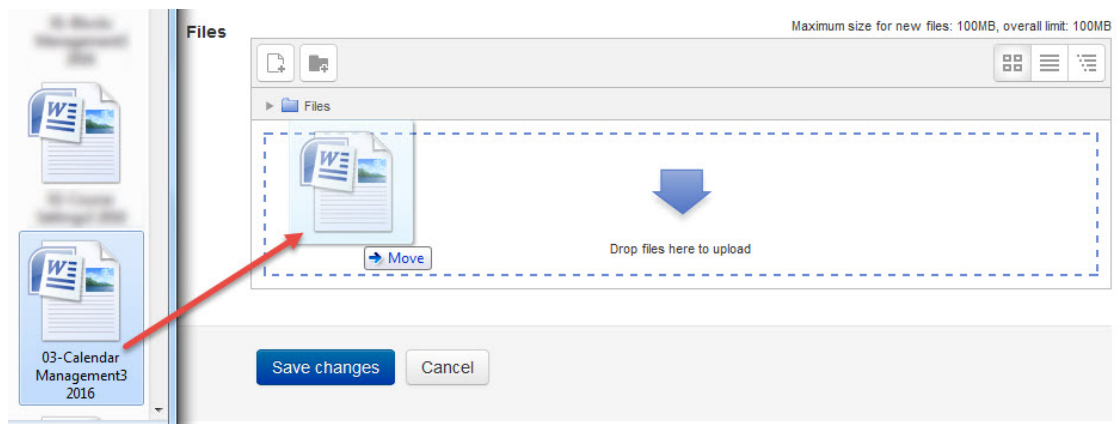 Files
Maximum size for new files: 100MB, overall limit: 100MB
Files
Move
Drop files here to upload
03-Calendar
Management3
2016
Save changes
Cancel